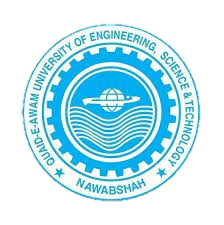 QUAID-E-AWAM UNIVERSITY OF ENGINEERING, SCIENCE & TECHNOLOGY
NAWABSHAH